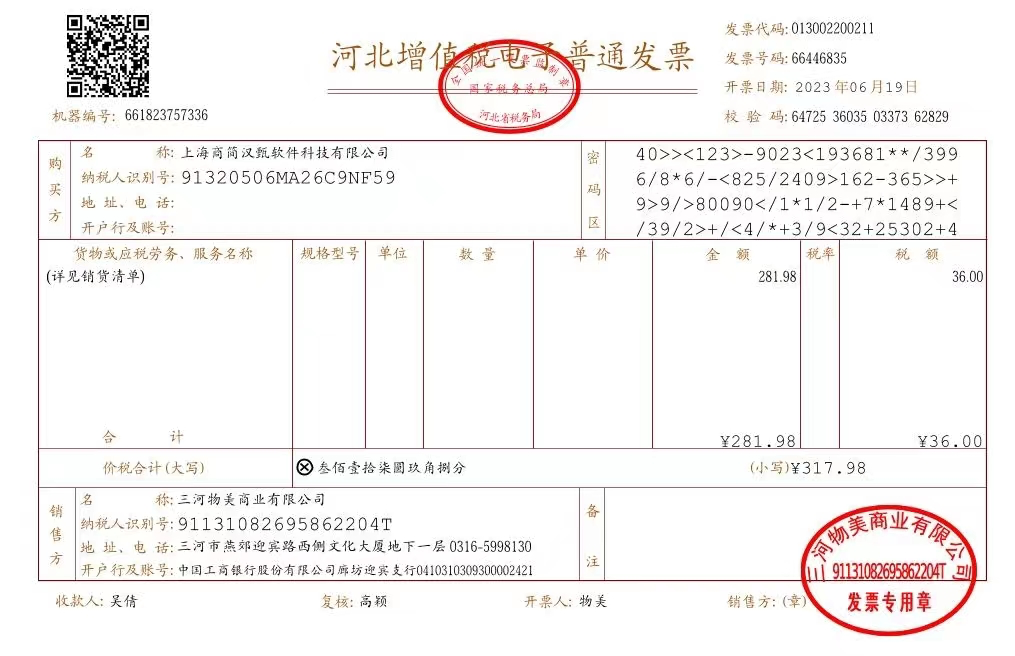 河北增值税电子普通发票
全国统一发票监制章
国家税务总局
河北省税务局
发票代码: 013002200211
发票号码: 66446835
开票日期: 2023 年06 月19日
校 验 码: 64725 36035 03373 62829
机器编号: 661823757336
购买方
名 称: 上海商简汉甄软件科技有限公司
纳税人识别号: 91320506MA26C9NF59
地 址、电 话:
开户行及账号:
密码区
40>><123>-9023<193681**/399
6/8*6/-<825/2409>162-365>>+
9>9/>80090</1*1/2-+7*1489+<
/39/2>+/<4/*+3/9<32+25302+4
货物或应税劳务、服务名称 规格型号 单位 数 量 单 价 金 额 税率 税 额
(详见销货清单) 281.98 36.00
合 计 ¥281.98 ¥36.00
价税合计(大写) ⊗叁佰壹拾柒圆玖角捌分 (小写)¥317.98
销售方
名 称: 三河物美商业有限公司
纳税人识别号: 91131082695862204T
地 址、电 话: 三河市燕郊迎宾路西侧文化大厦地下一层 0316-5998130
开户行及账号: 中国工商银行股份有限公司廊坊迎宾支行0410310309300002421
备注
三河物美商业有限公司
91131082695862204T
发票专用章
收款人: 吴倩 复核: 高颖 开票人: 物美 销售方: (章)